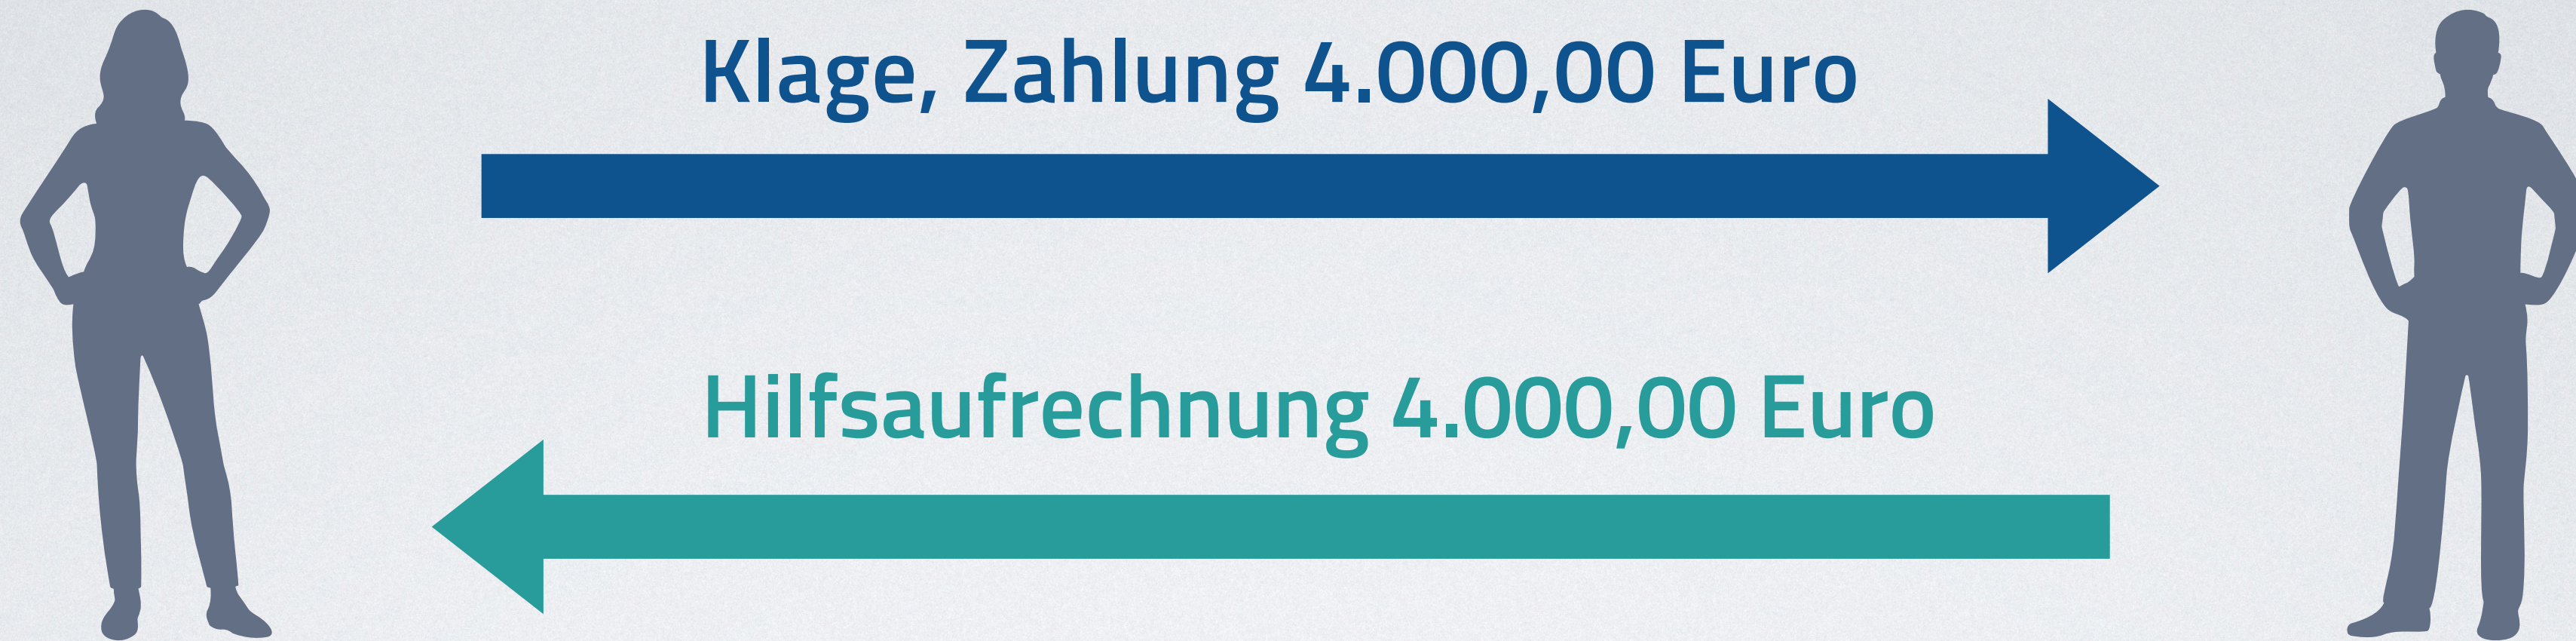 Klage, Zahlung 4.000,00 Euro
Hilfsaufrechnung 4.000,00 Euro